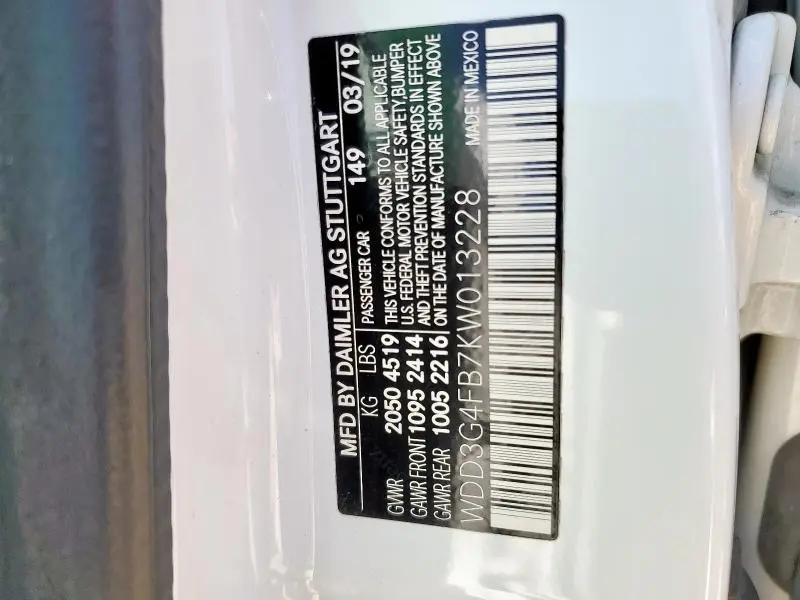 MFD BY DAIMLER AG STUTTGART
KG LBS 149 03/19
PASSENGER CAR
GVWR 2050 4519
GAWR FRONT 1095 2414
GAWR REAR 1005 2216
THIS VEHICLE CONFORMS TO ALL APPLICABLE
U.S. FEDERAL MOTOR VEHICLE SAFETY, BUMPER
AND THEFT PREVENTION STANDARDS IN EFFECT
ON THE DATE OF MANUFACTURE SHOWN ABOVE
WDD3G4FB7KW013228 MADE IN MEXICO